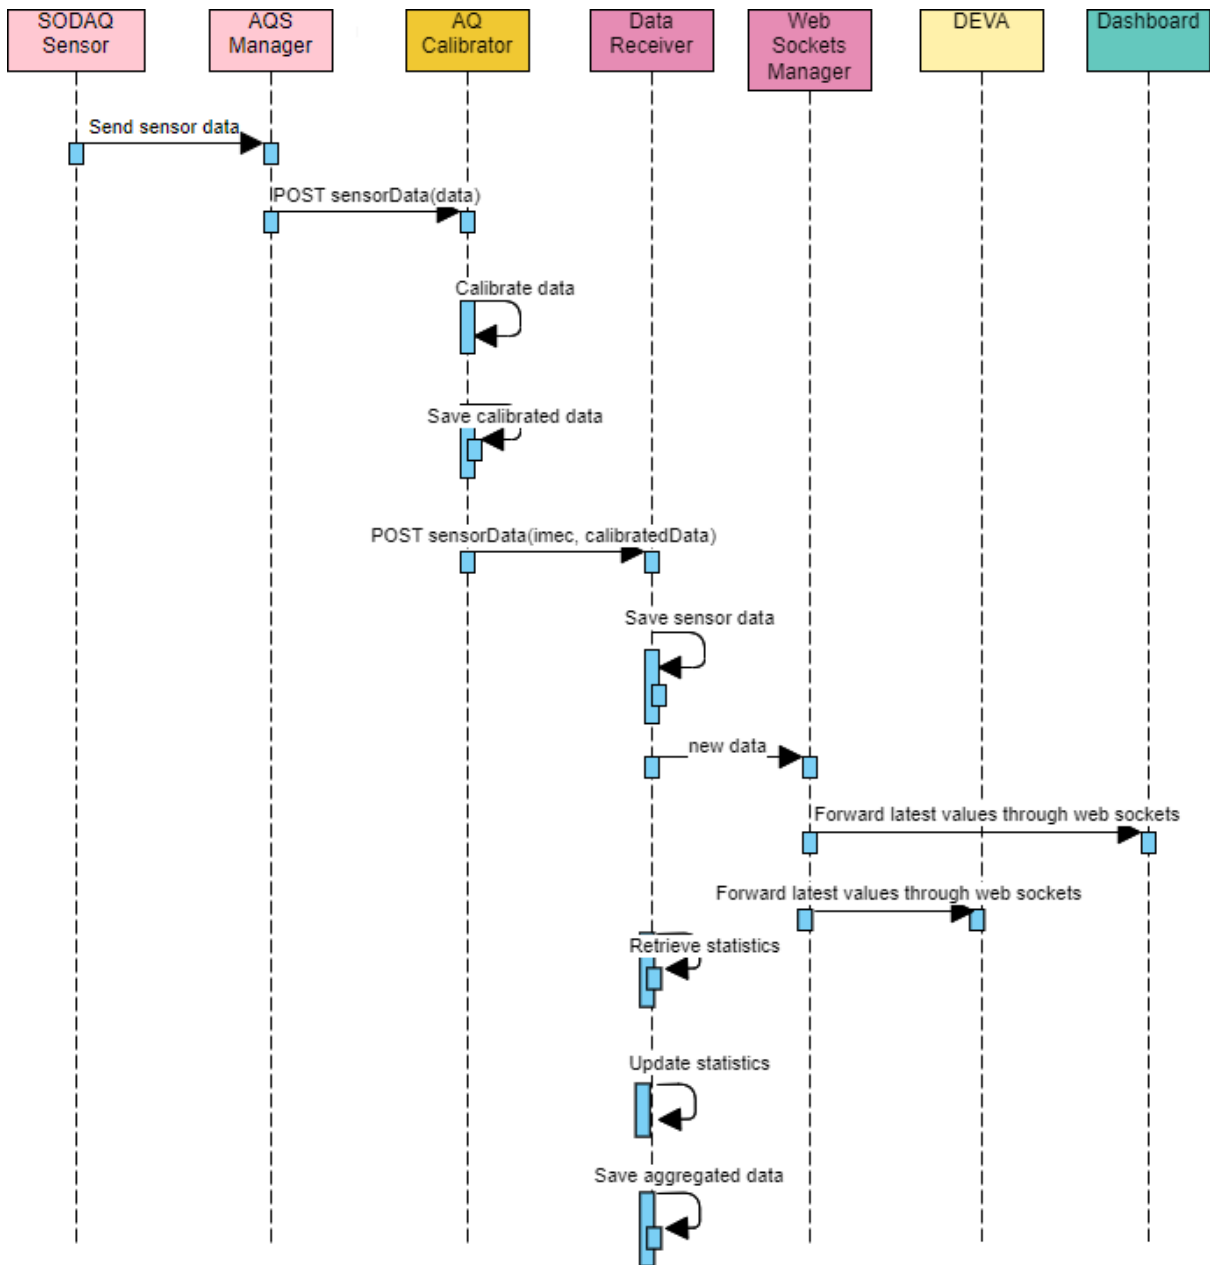 SODAQ
Sensor
AQS
Manager
AQ
Calibrator
Data
Receiver
Web
Sockets
Manager
DEVA
Dashboard
Send sensor data
POST sensorData(data)
Calibrate data
Save calibrated data
POST sensorData(imec, calibratedData)
Save sensor data
new data
Forward latest values through web sockets
Forward latest values through web sockets
Retrieve statistics
Update statistics
Save aggregated data